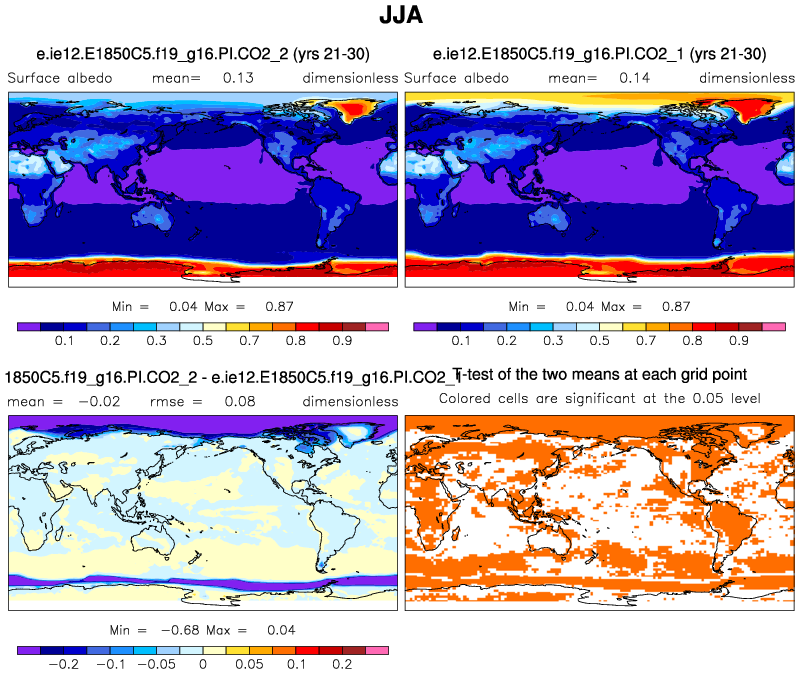 JJA
e.ie12.E1850C5.f19_g16.PI.CO2_2 (yrs 21-30)
Surface albedo mean= 0.13 dimensionless
e.ie12.E1850C5.f19_g16.PI.CO2_1 (yrs 21-30)
Surface albedo mean= 0.14 dimensionless
Min = 0.04 Max = 0.87
0.1 0.2 0.3 0.5 0.7 0.8 0.9
Min = 0.04 Max = 0.87
0.1 0.2 0.3 0.5 0.7 0.8 0.9
1850C5.f19_g16.PI.CO2_2 - e.ie12.E1850C5.f19_g16.PI.CO2_1
mean = -0.02 rmse = 0.08 dimensionless
T-test of the two means at each grid point
Colored cells are significant at the 0.05 level
Min = -0.68 Max = 0.04
-0.2 -0.1 -0.05 0 0.05 0.1 0.2